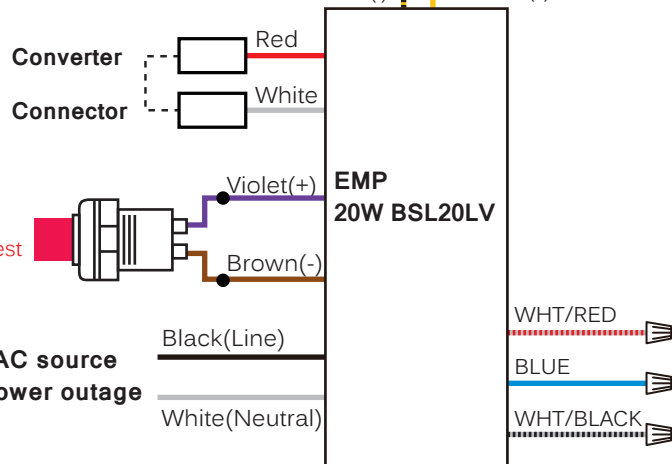 Red
Converter
White
Connector
Violet(+)
EMP
20W BSL20LV
est
Brown(-)
WHT/RED
Black(Line)
AC source
BLUE
ower outage
White(Neutral)
WHT/BLACK